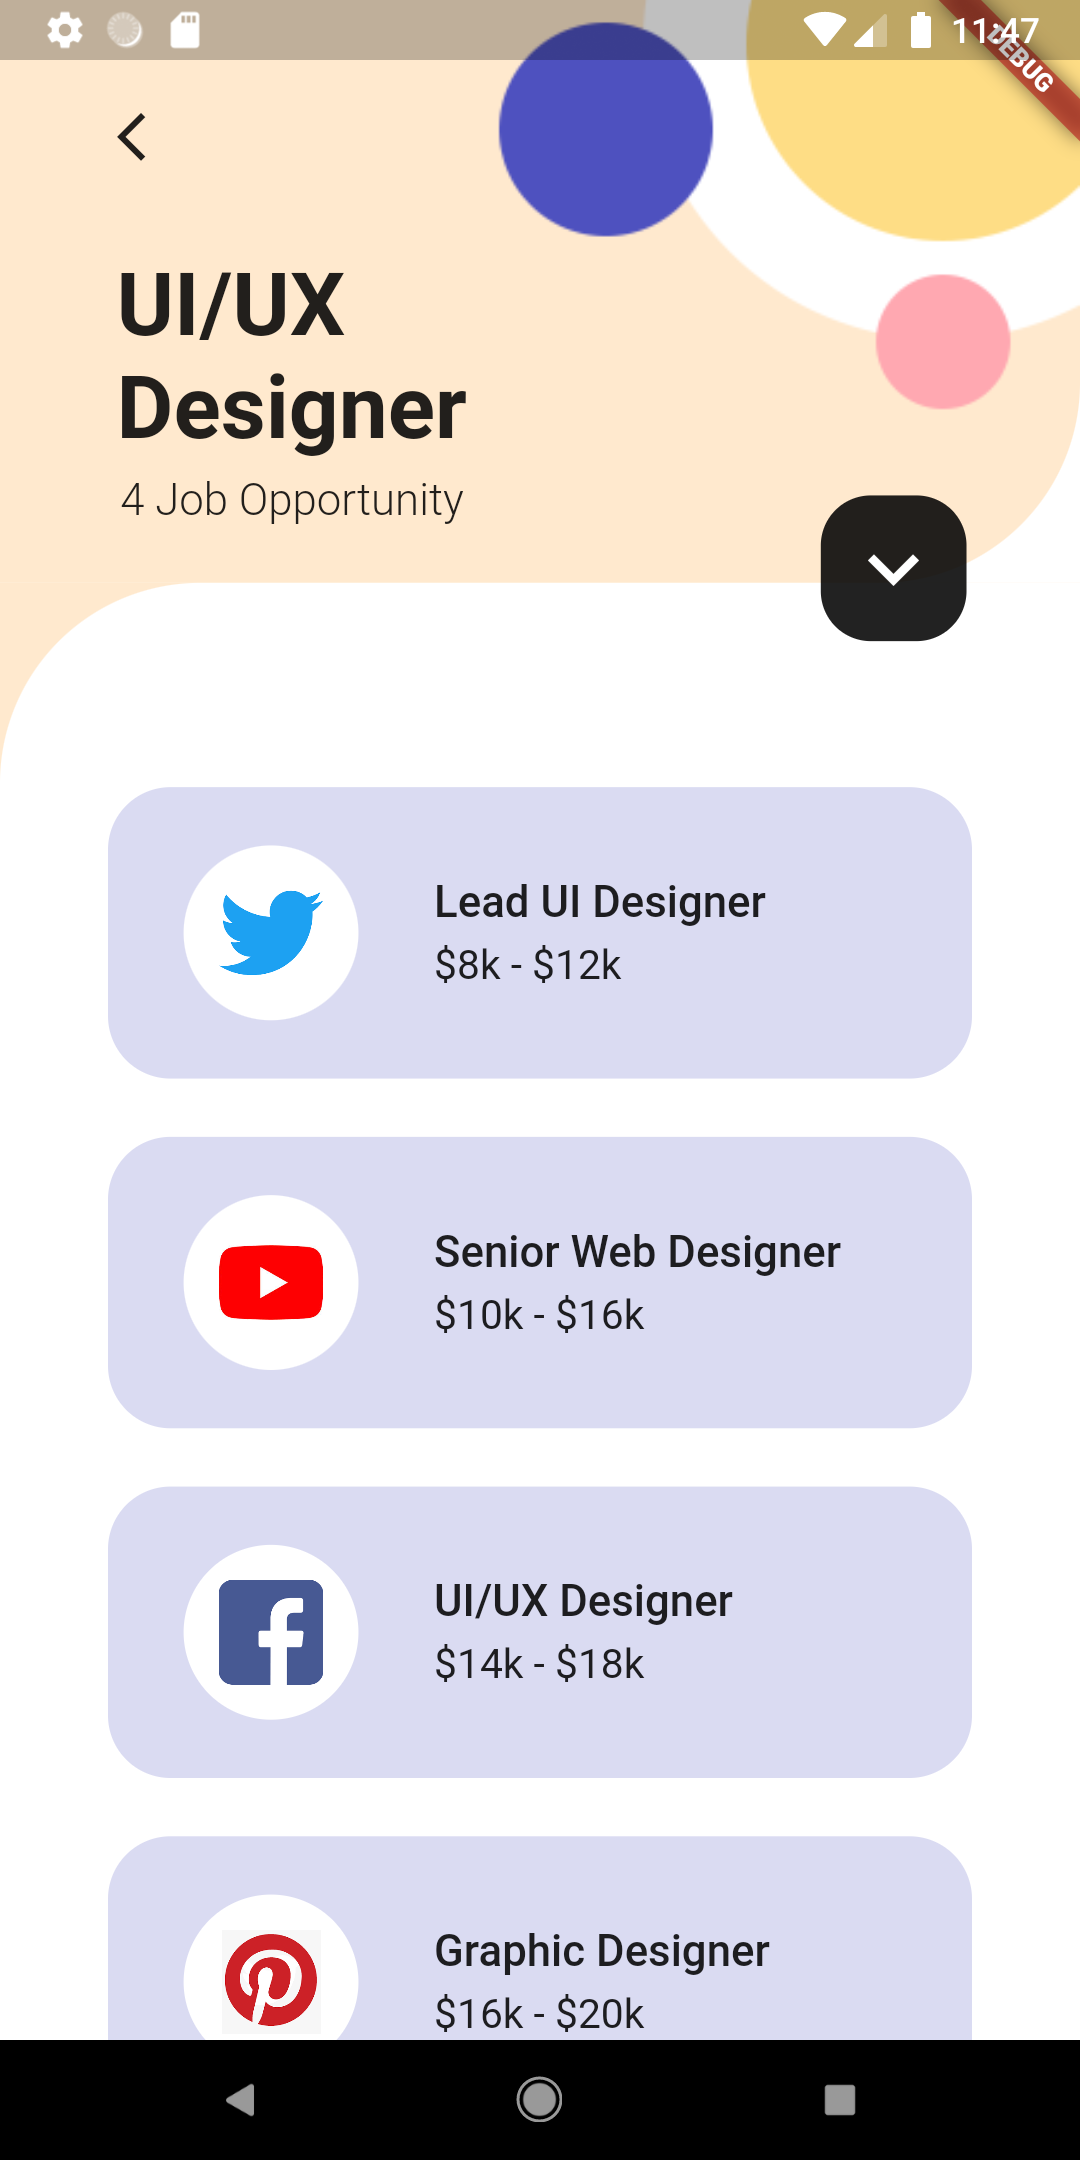 11:47
DEBUG
UI/UX
Designer
4 Job Opportunity
Lead UI Designer
$8k - $12k
Senior Web Designer
$10k - $16k
UI/UX Designer
$14k - $18k
Graphic Designer
$16k - $20k